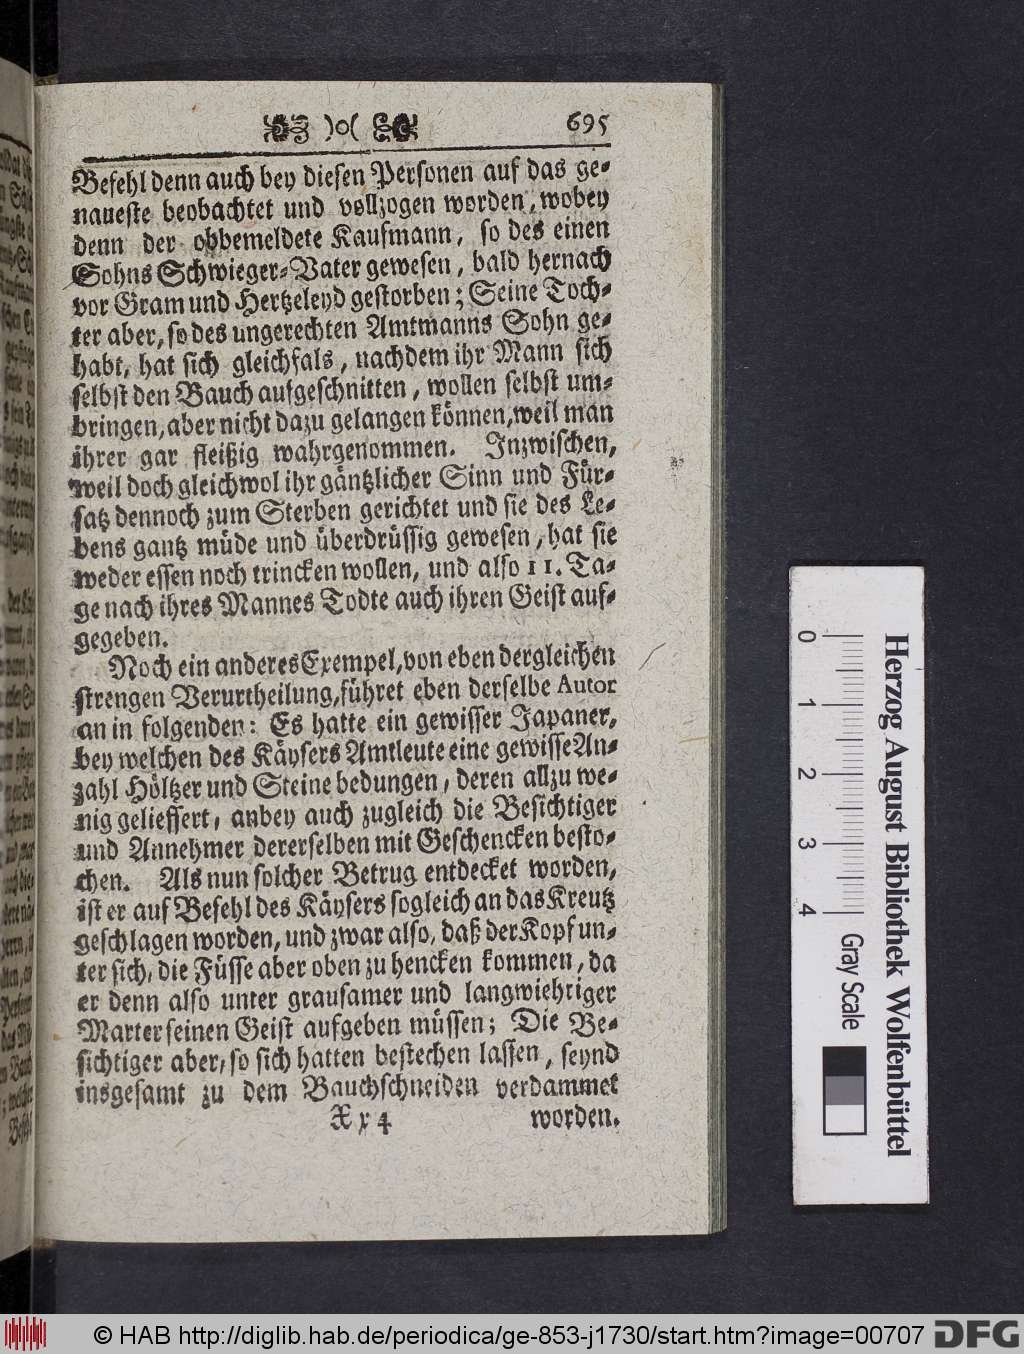 )o( 695
Befehl denn auch bey diesen Personen auf das ge-
naueste beobachtet und vollzogen worden, wobey
denn der obbemeldete Kaufmann, so des einen
Sohns Schwieger-Vater gewesen, bald hernach
vor Gram und Hertzeleyd gestorben; Seine Toch-
ter aber, so des ungerechten Amtmanns Sohn ge-
habt, hat sich gleichfals, nachdem ihr Mann sich
selbst den Bauch aufgeschnitten, wollen selbst um-
bringen, aber nicht dazu gelangen können, weil man
ihrer gar fleißig wahrgenommen. Inzwischen,
weil doch gleichwol ihr gäntzlicher Sinn und Für-
satz dennoch zum Sterben gerichtet und sie des Le-
bens gantz müde und überdrüssig gewesen, hat sie
weder essen noch trincken wollen, und also 11. Ta-
ge nach ihres Mannes Todte auch ihren Geist auf-
gegeben.
Noch ein anderes Exempel, von eben dergleichen
strengen Verurtheilung, führet eben derselbe Autor
an in folgenden: Es hatte ein gewisser Japaner,
bey welchen des Käysers Amtleute eine gewisse An-
zahl Höltzer und Steine bedungen, deren allzu we-
nig gelieffert, anbey auch zugleich die Besichtiger
und Annehmer dererselben mit Geschencken besto-
chen. Als nun solcher Betrug entdecket worden,
ist er auf Befehl des Käysers sogleich an das Kreutz
geschlagen worden, und zwar also, daß der Kopf un-
ter sich, die Füsse aber oben zu hencken kommen, da
er denn also unter grausamer und langwiehriger
Marter seinen Geist aufgeben müssen; Die Be-
sichtiger aber, so sich hatten bestechen lassen, seynd
insgesamt zu dem Bauchschneiden verdammet
Xx 4 worden.
0 1 2 3 4
Herzog August Bibliothek Wolfenbüttel
Gray Scale
© HAB http://diglib.hab.de/periodica/ge-853-j1730/start.htm?image=00707 DFG